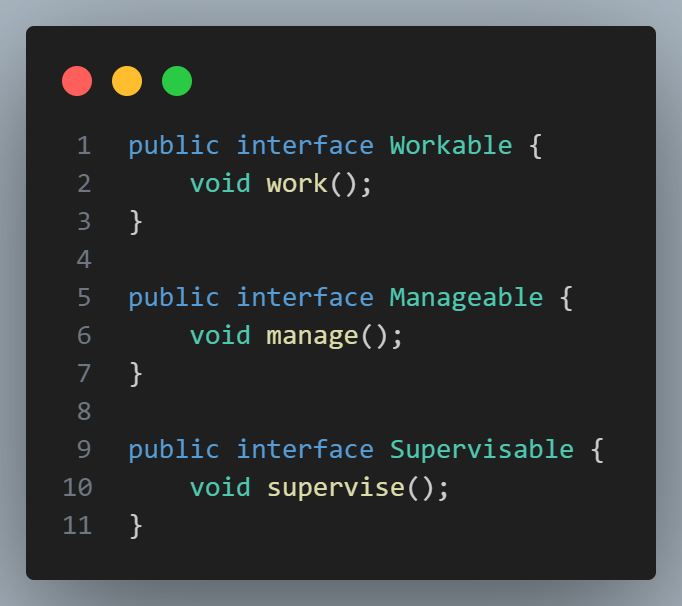 1 public interface Workable {
2     void work();
3 }
4
5 public interface Manageable {
6     void manage();
7 }
8
9 public interface Supervisable {
10     void supervise();
11 }